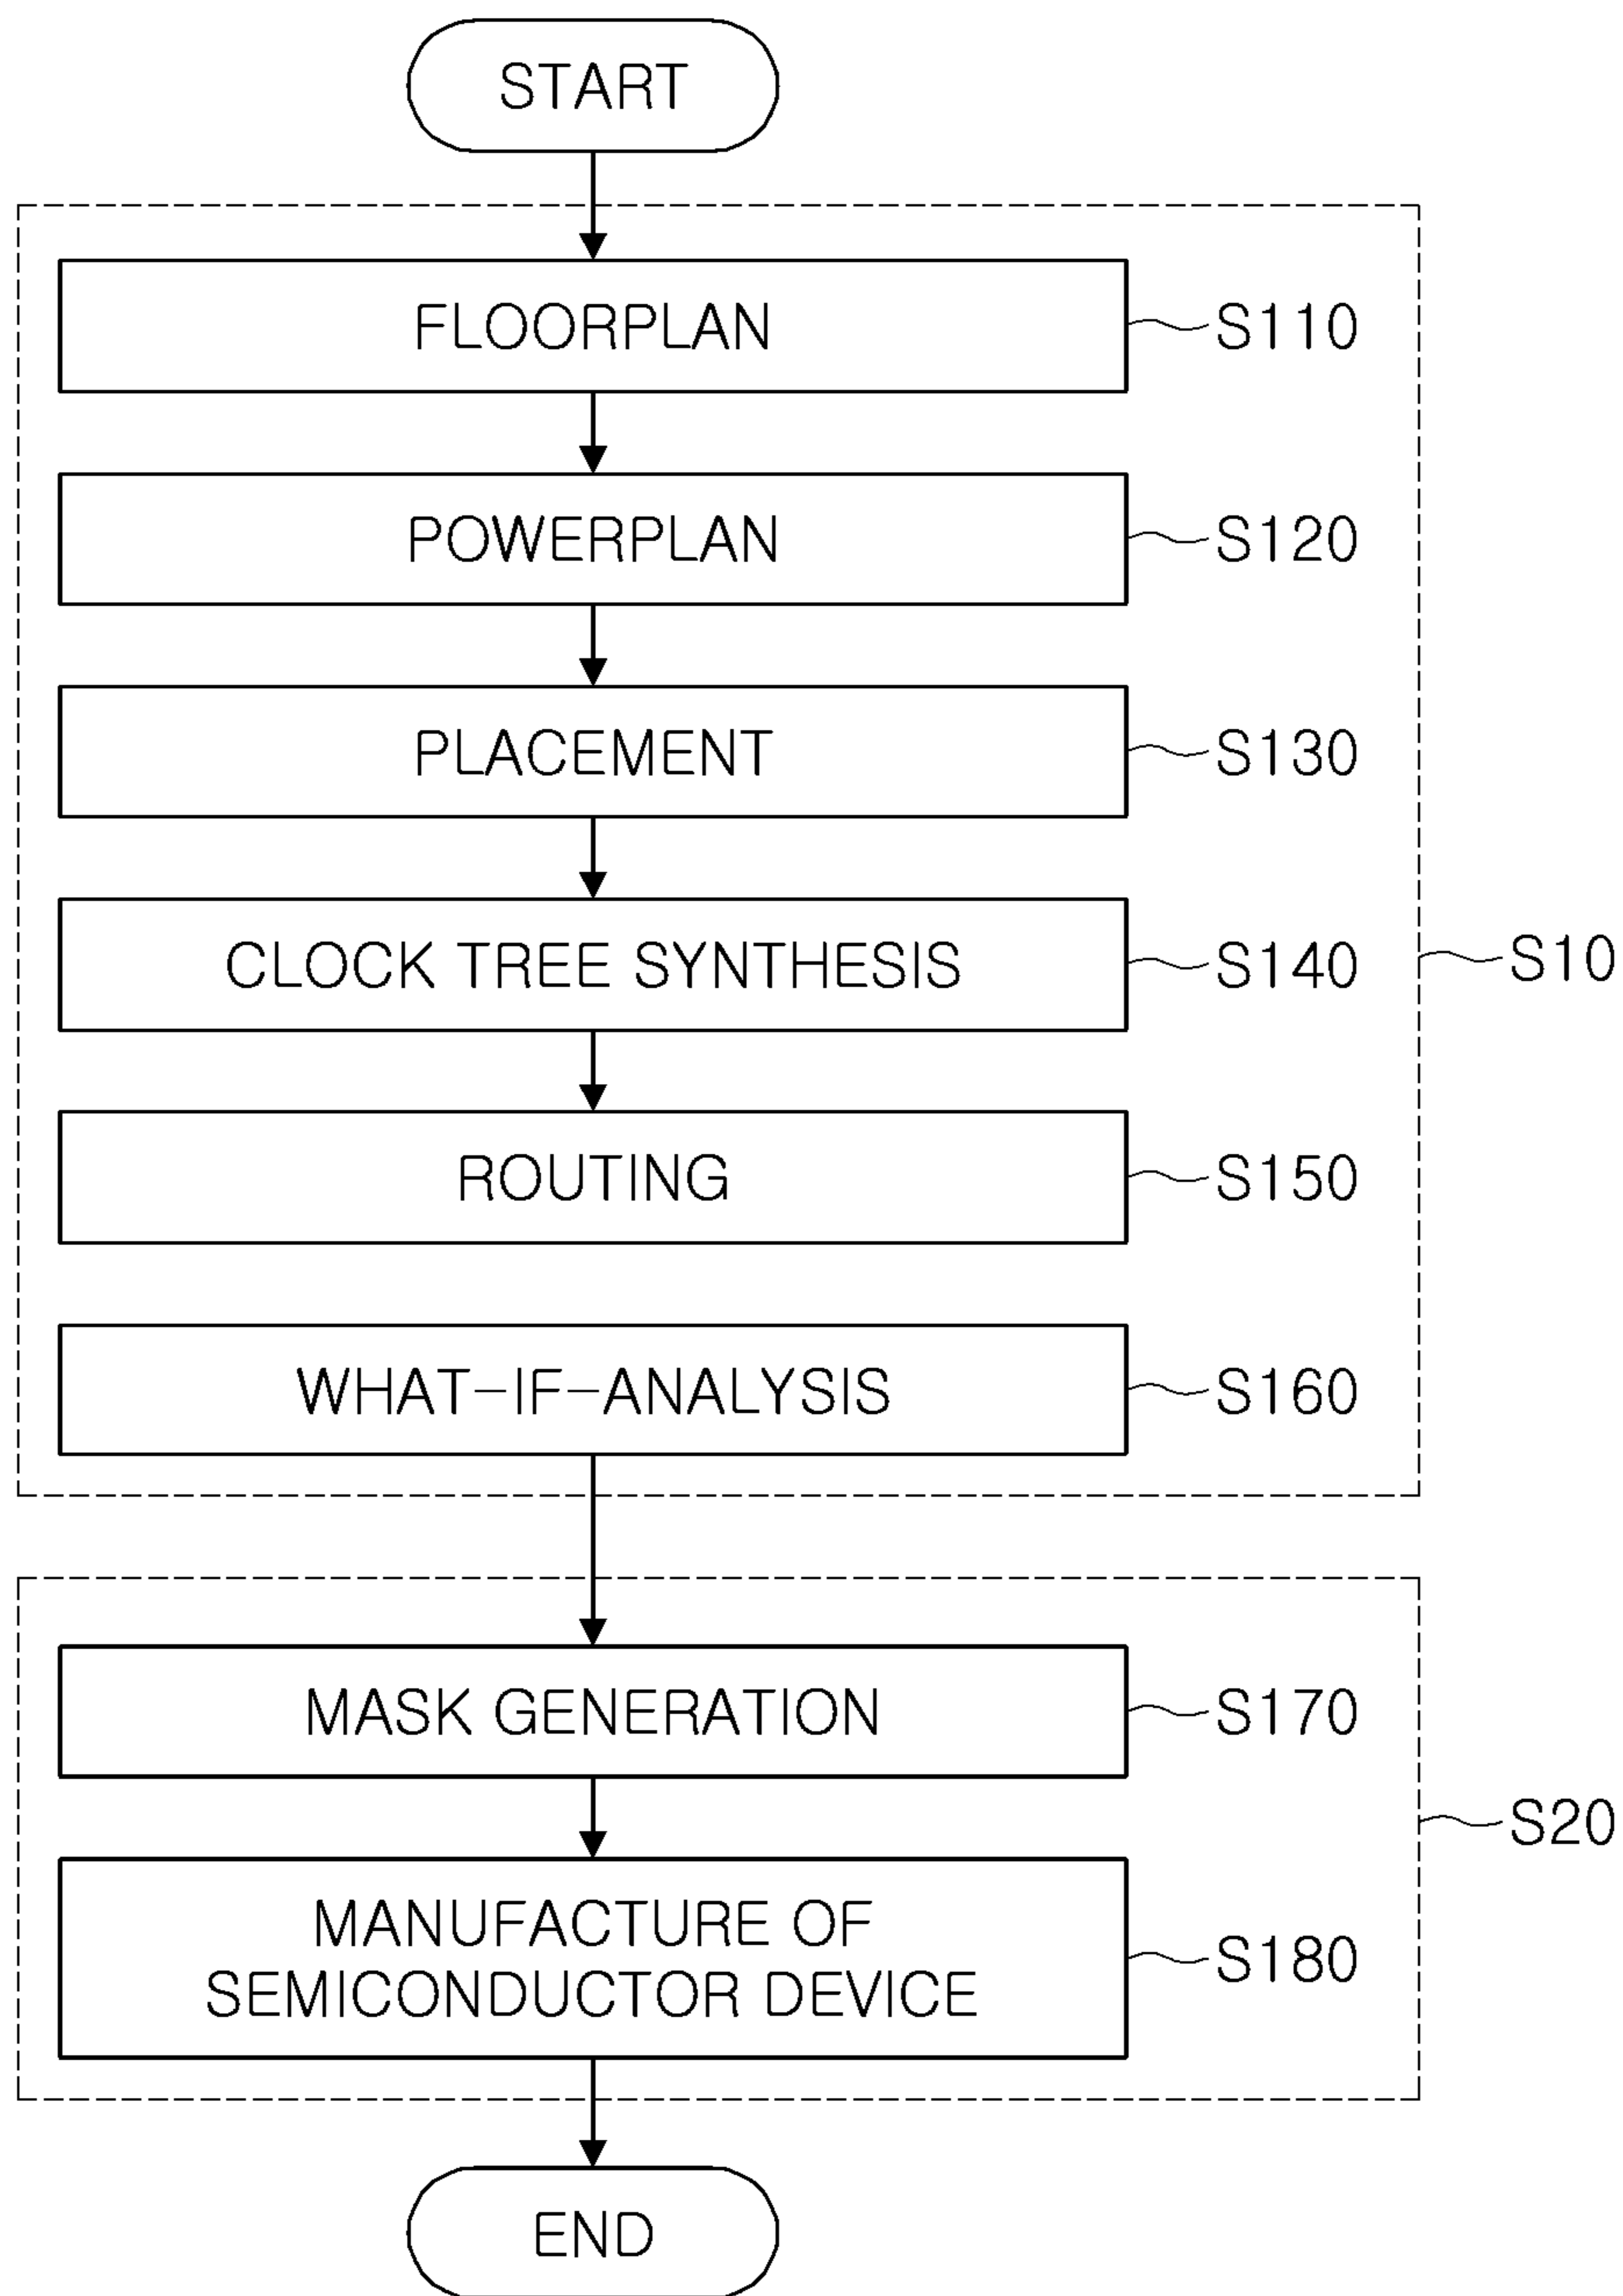 START
FLOORPLAN
S110
POWERPLAN
S120
PLACEMENT
S130
CLOCK TREE SYNTHESIS
S140
S10
ROUTING
S150
WHAT-IF-ANALYSIS
S160
MASK GENERATION
S170
S20
MANUFACTURE OF
SEMICONDUCTOR DEVICE
S180
END